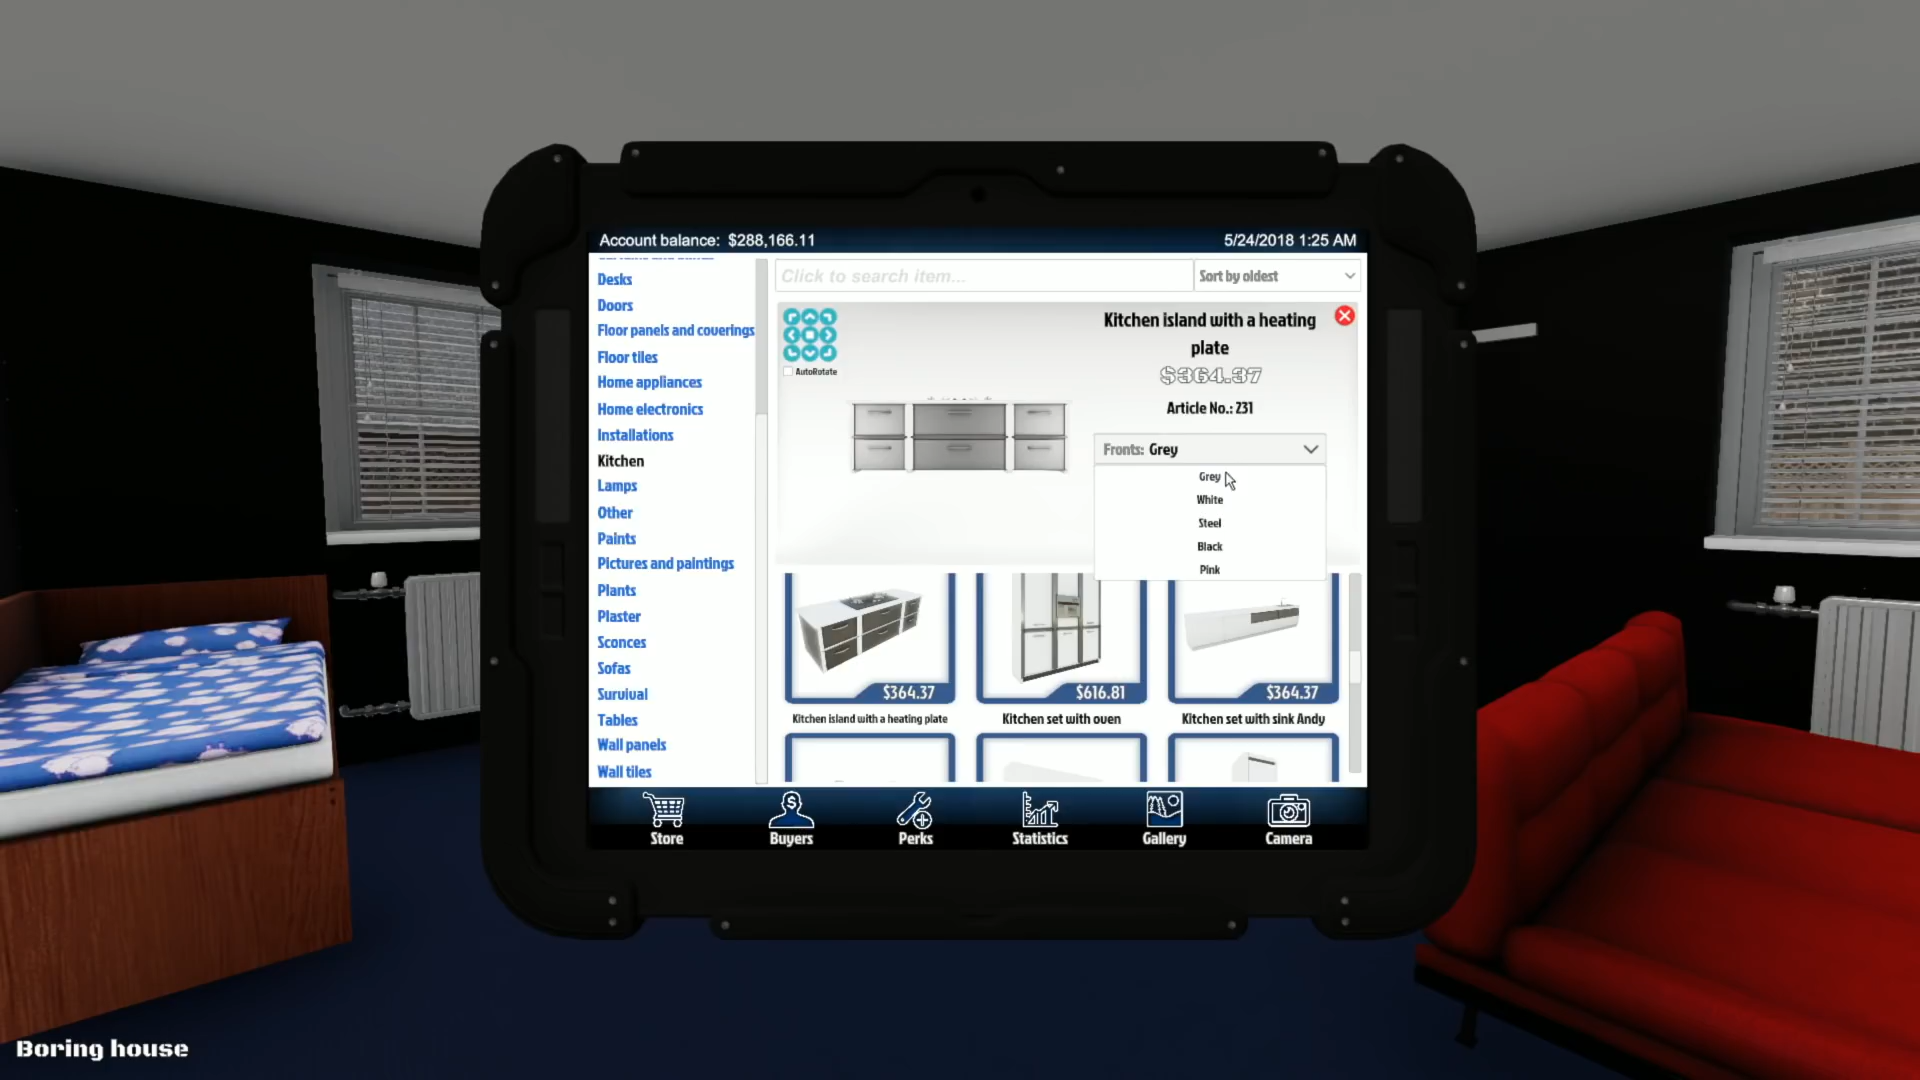 Account balance: $288,166.11
5/24/2018 1:25 AM
Desks
Doors
Floor panels and coverings
Floor tiles
Home appliances
Home electronics
Installations
Kitchen
Lamps
Other
Paints
Pictures and paintings
Plants
Plaster
Sconces
Sofas
Survival
Tables
Wall panels
Wall tiles
Click to search item...
Sort by oldest
AutoRotate
Kitchen island with a heating
plate
$364.37
Article No.: 231
Fronts: Grey
Grey
White
Steel
Black
Pink
$364.37
$616.81
$364.37
Kitchen island with a heating plate
Kitchen set with oven
Kitchen set with sink Andy
Store
Buyers
Perks
Statistics
Gallery
Camera
Boring house